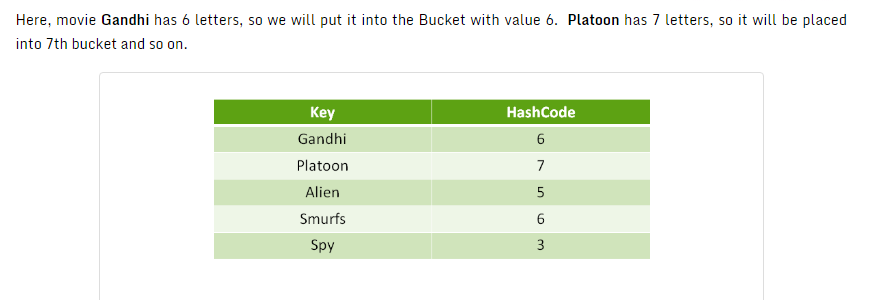 Here, movie Gandhi has 6 letters, so we will put it into the Bucket with value 6. Platoon has 7 letters, so it will be placed
into 7th bucket and so on.
Key HashCode
Gandhi 6
Platoon 7
Alien 5
Smurfs 6
Spy 3